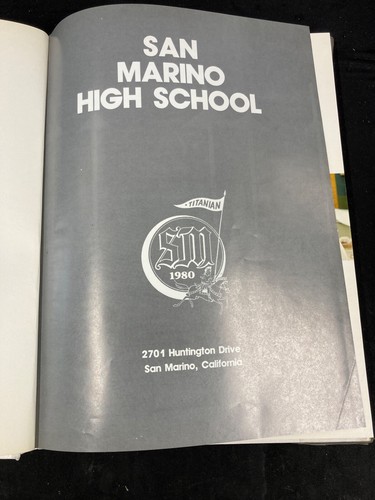 SAN
MARINO
HIGH SCHOOL
TITANIAN
SM
1980
2701 Huntington Drive
San Marino, California